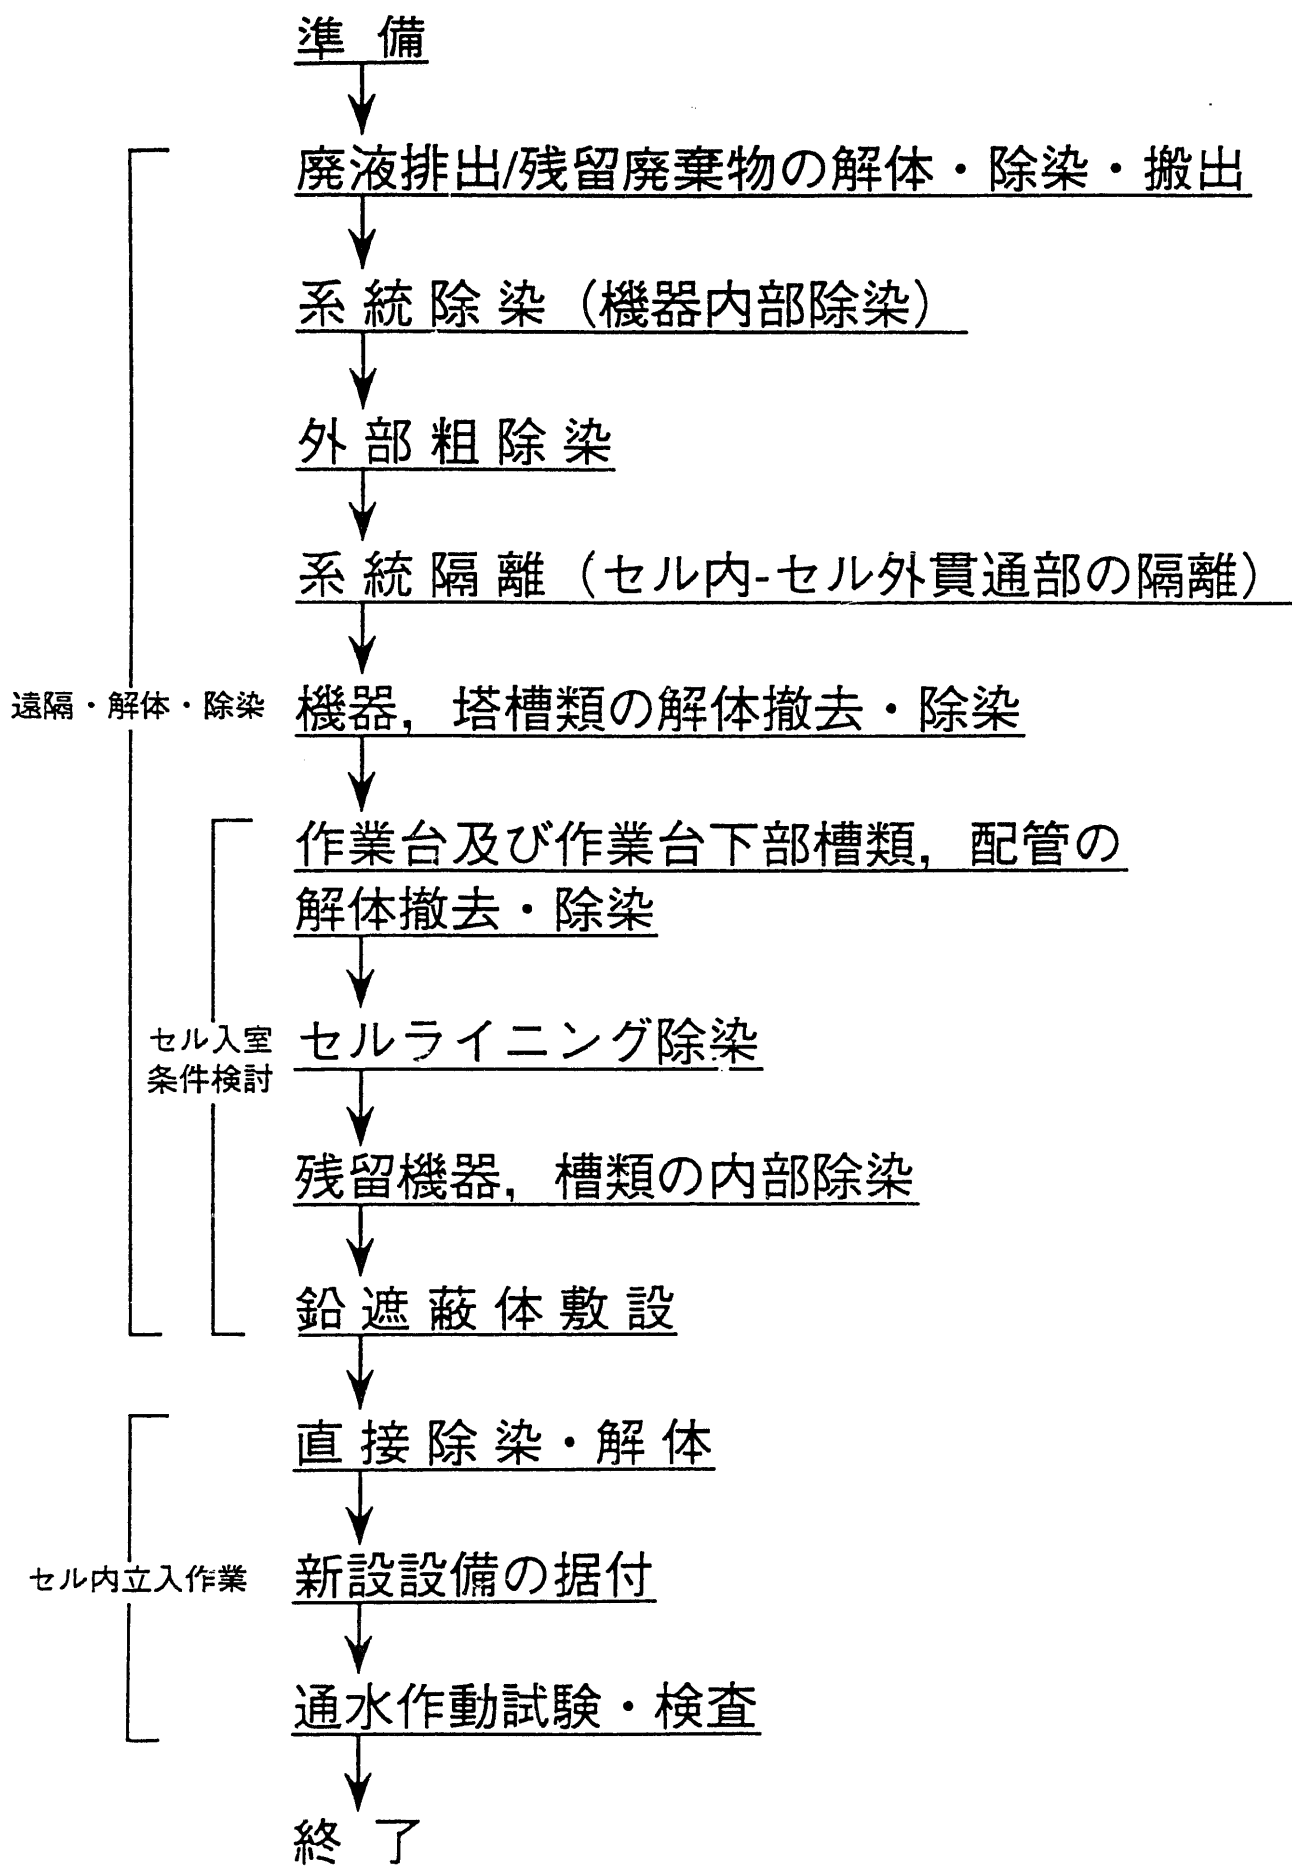 準 備
廃液排出/残留廃棄物の解体・除染・搬出
系 統 除 染（機器内部除染）
外 部 粗 除 染
系 統 隔 離（セル内-セル外貫通部の隔離）
遠隔・解体・除染
機器，塔槽類の解体撤去・除染
作業台及び作業台下部槽類，配管の
解体撤去・除染
セル入室
条件検討
セルライニング除染
残留機器，槽類の内部除染
鉛 遮 蔽 体 敷 設
直 接 除 染・解 体
セル内立入作業
新設設備の据付
通水作動試験・検査
終 了